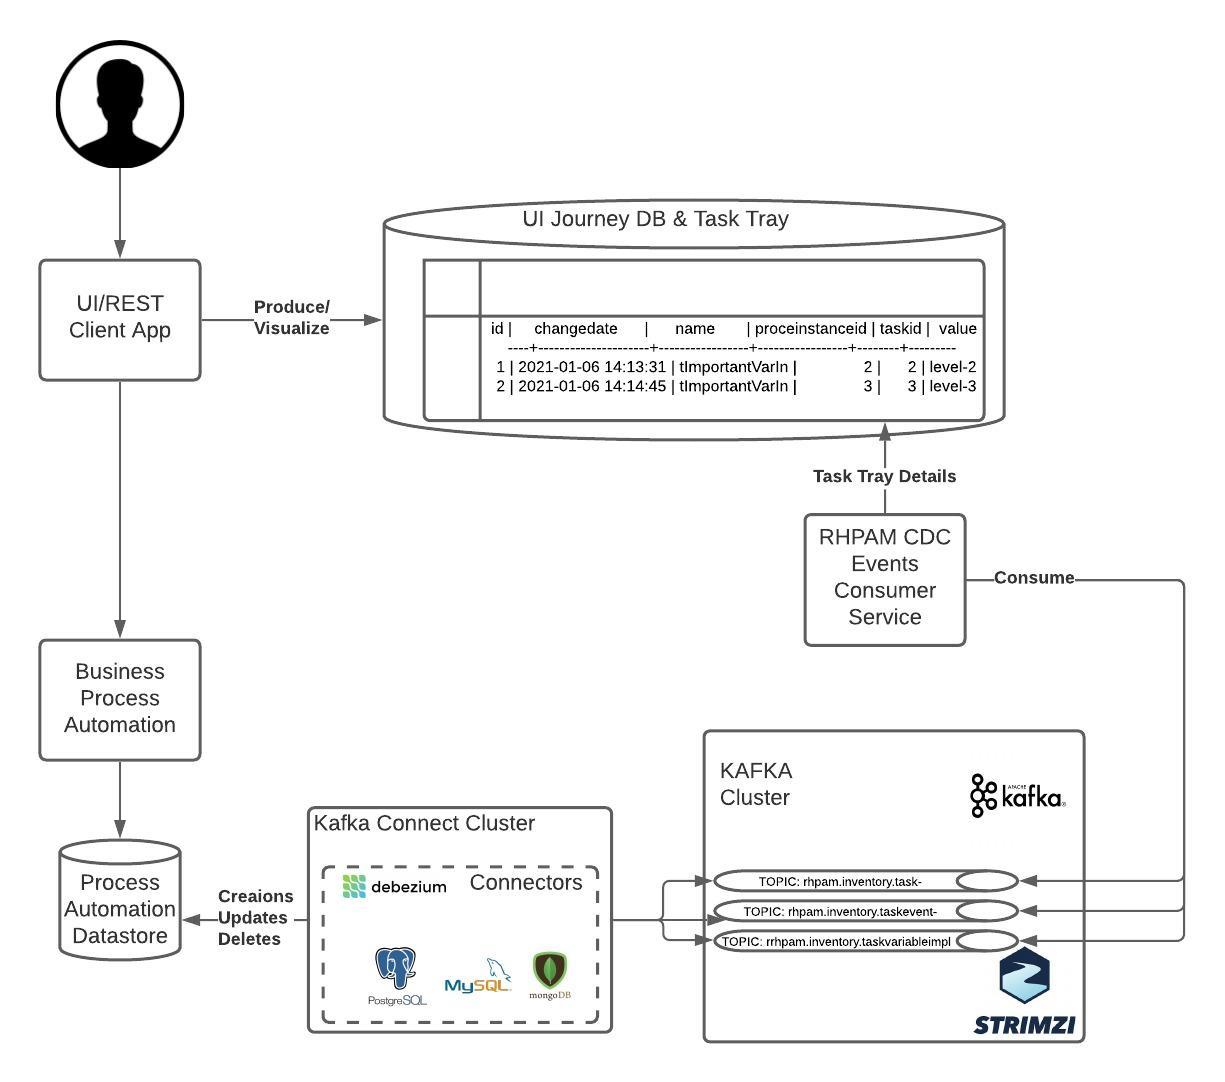 UI Journey DB & Task Tray
UI/REST
Client App
Produce/
Visualize
id | changedate | name | proceinstanceid | taskid | value
----+---------------------+-----------------+-----------------+--------+---------
1 | 2021-01-06 14:13:31 | tImportantVarIn | 2 | 2 | level-2
2 | 2021-01-06 14:14:45 | tImportantVarIn | 3 | 3 | level-3
Task Tray Details
RHPAM CDC
Events
Consumer
Service
Consume
Business
Process
Automation
KAFKA
Cluster
APACHE
kafka®
Kafka Connect Cluster
debezium
Connectors
Process
Automation
Datastore
Creaions
Updates
Deletes
TOPIC: rhpam.inventory.task-
TOPIC: rhpam.inventory.taskevent-
TOPIC: rrhpam.inventory.taskvariableimpl
PostgreSQL
MySQL
mongoDB
STRIMZI